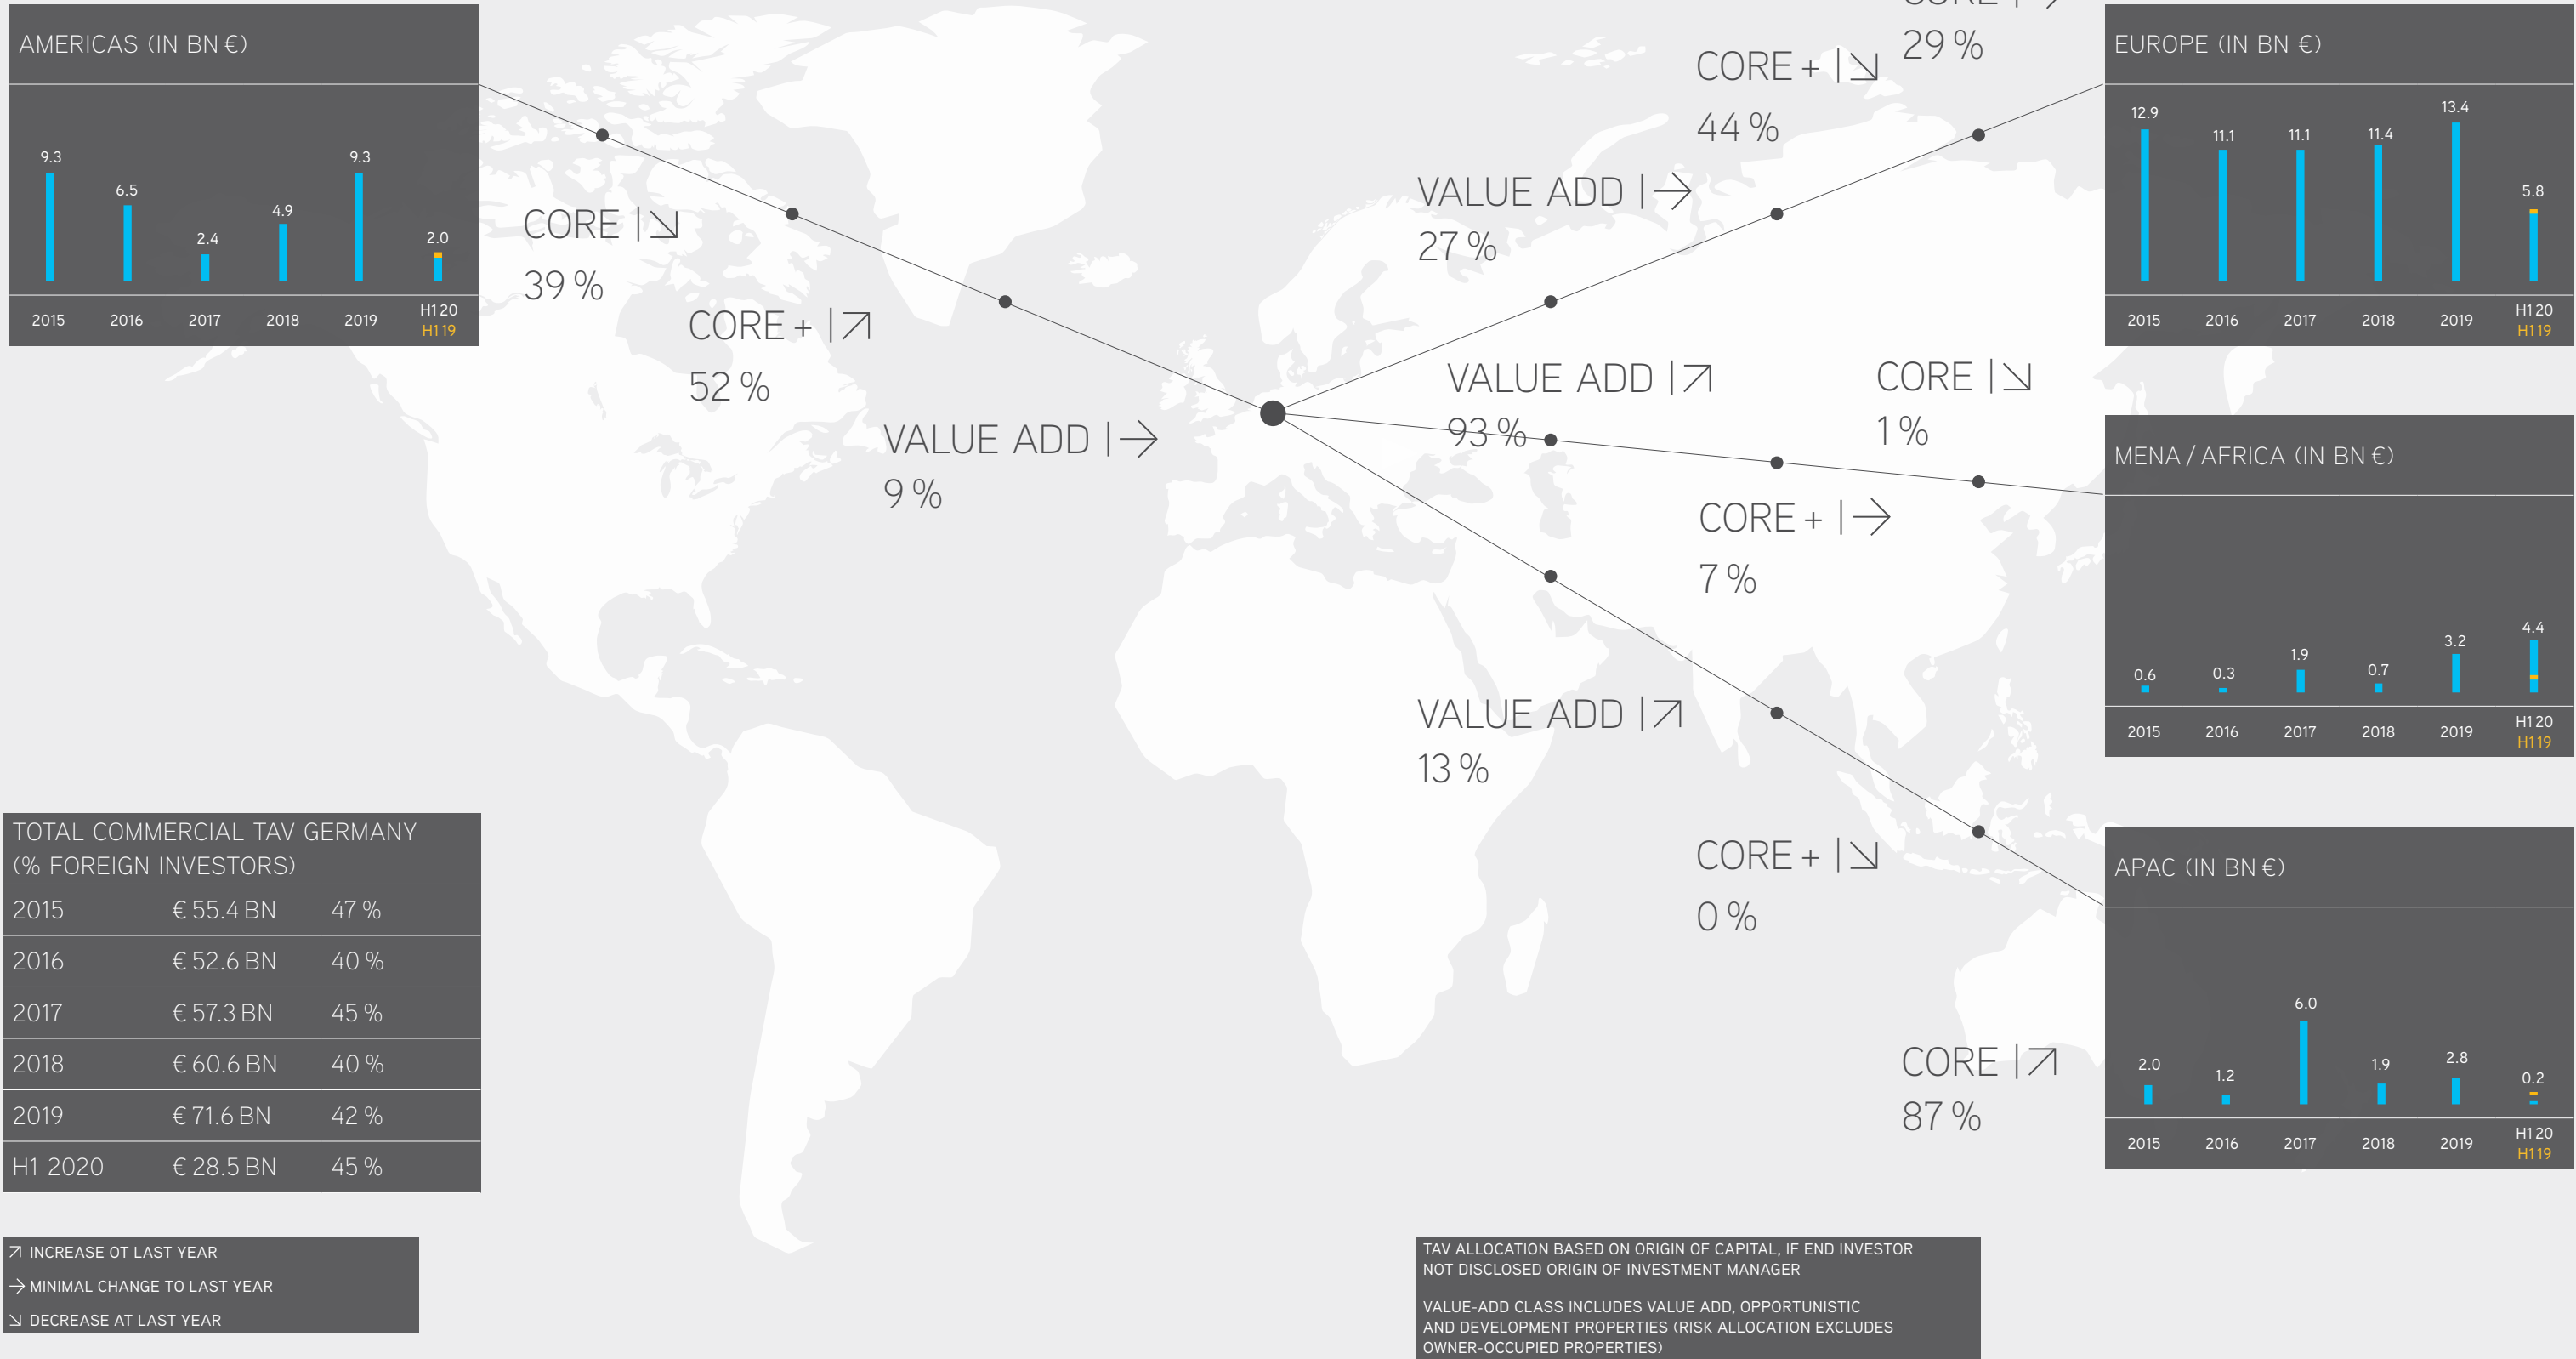 AMERICAS (IN BN €)
9.3
6.5
2.4
4.9
9.3
2.0
2015
2016
2017
2018
2019
H1 20
H1 19
CORE | ↘
39 %
CORE + | ↗
52 %
VALUE ADD | →
9 %
CORE | →
29 %
CORE + | ↘
44 %
VALUE ADD | →
27 %
EUROPE (IN BN €)
12.9
11.1
11.1
11.4
13.4
5.8
2015
2016
2017
2018
2019
H1 20
H1 19
VALUE ADD | ↗
93 %
CORE | ↘
1 %
CORE + | →
7 %
MENA / AFRICA (IN BN €)
0.6
0.3
1.9
0.7
3.2
4.4
2015
2016
2017
2018
2019
H1 20
H1 19
VALUE ADD | ↗
13 %
CORE + | ↘
0 %
CORE | ↗
87 %
APAC (IN BN €)
2.0
1.2
6.0
1.9
2.8
0.2
2015
2016
2017
2018
2019
H1 20
H1 19
TOTAL COMMERCIAL TAV GERMANY
(% FOREIGN INVESTORS)
2015 € 55.4 BN 47 %
2016 € 52.6 BN 40 %
2017 € 57.3 BN 45 %
2018 € 60.6 BN 40 %
2019 € 71.6 BN 42 %
H1 2020 € 28.5 BN 45 %
↗ INCREASE OT LAST YEAR
→ MINIMAL CHANGE TO LAST YEAR
↘ DECREASE AT LAST YEAR
TAV ALLOCATION BASED ON ORIGIN OF CAPITAL, IF END INVESTOR
NOT DISCLOSED ORIGIN OF INVESTMENT MANAGER
VALUE-ADD CLASS INCLUDES VALUE ADD, OPPORTUNISTIC
AND DEVELOPMENT PROPERTIES (RISK ALLOCATION EXCLUDES
OWNER-OCCUPIED PROPERTIES)